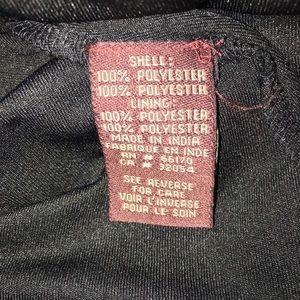 SHELL:
100% POLYESTER
100% POLYESTER
LINING:
100% POLYESTER
100% POLYESTER
MADE IN INDIA
FABRIQUE EN INDE
RN # 66170
CA # 32054
SEE REVERSE
FOR CARE
VOIR L'INVERSE
POUR LE SOIN